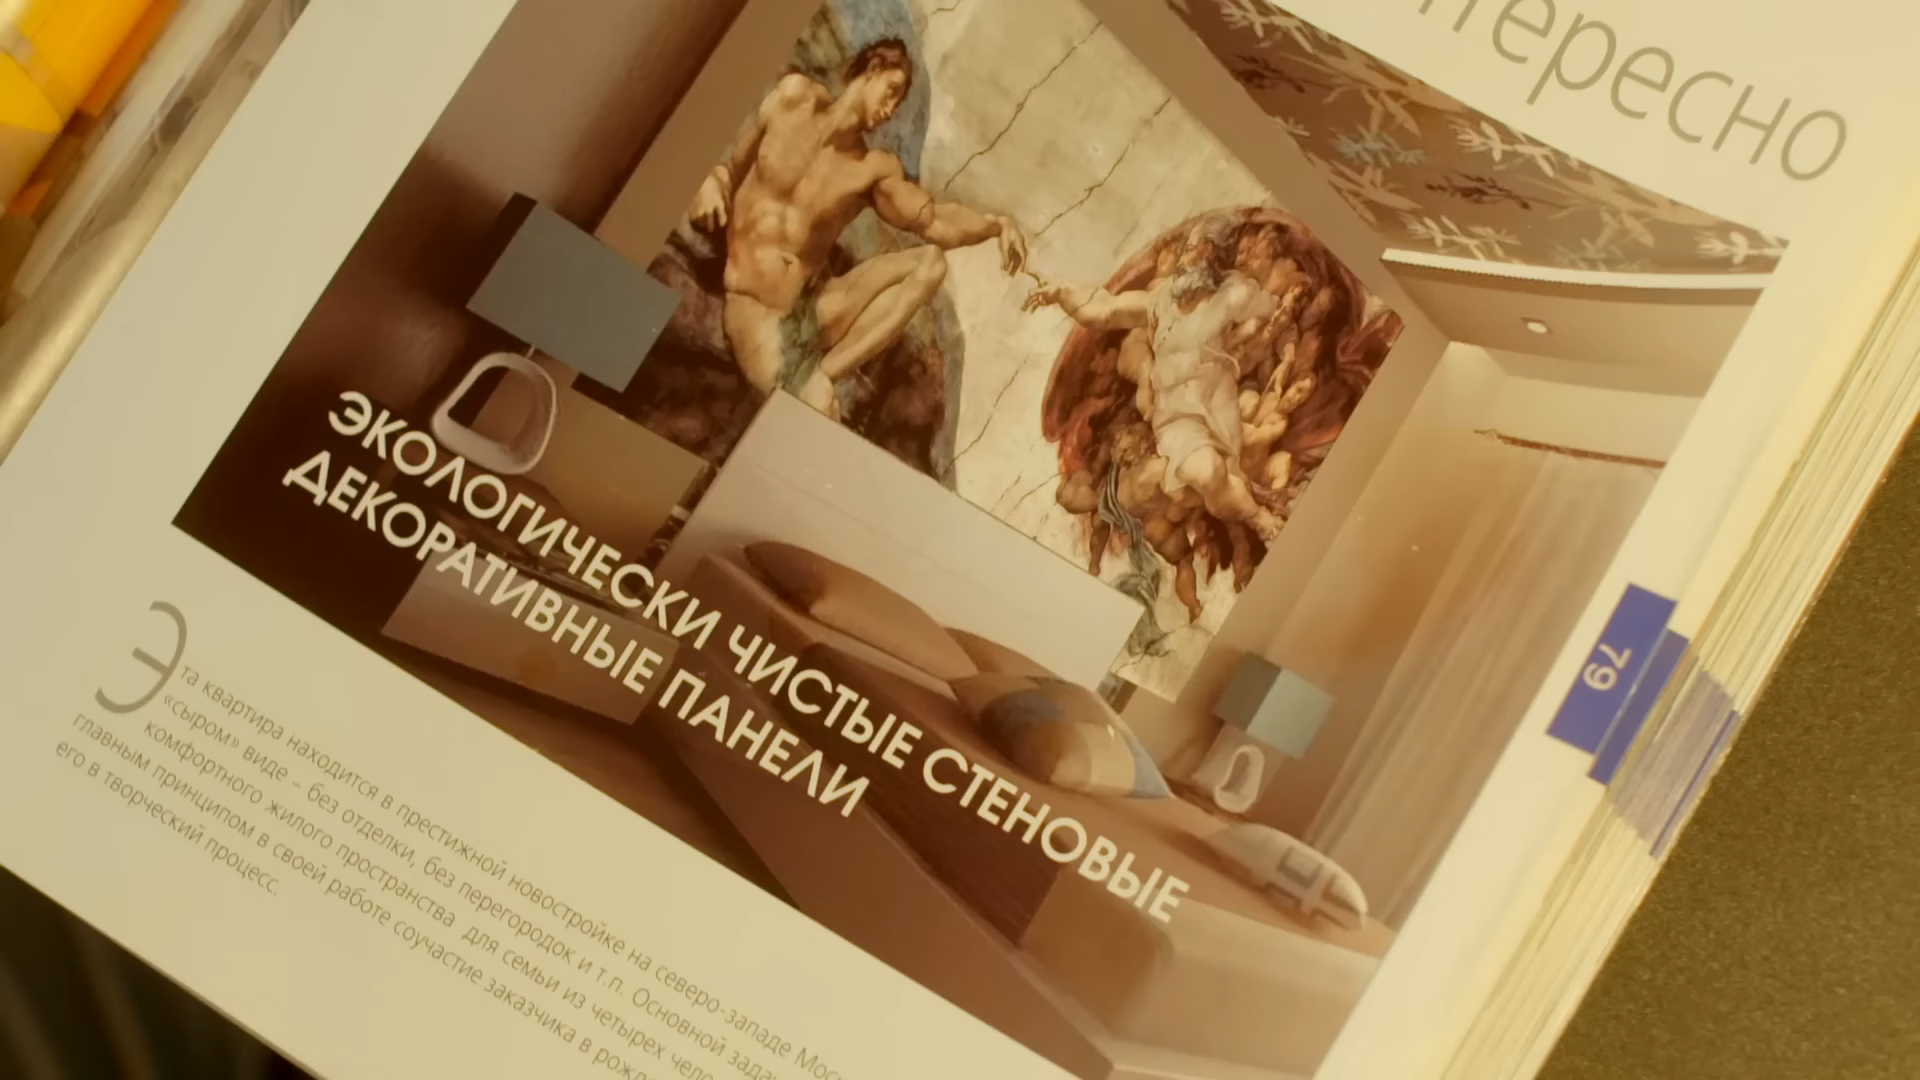 ЭКОЛОГИЧЕСКИ ЧИСТЫЕ СТЕНОВЫЕ
ДЕКОРАТИВНЫЕ ПАНЕЛИ
79
Эта квартира находится в престижной новостройке на северо-западе
«сыром» виде – без отделки, без перегородок и т.п. Основной
комфортного жилого пространства для семьи из четырех
главным принципом в своей работе соучастие заказчика в
его в творческий процесс.